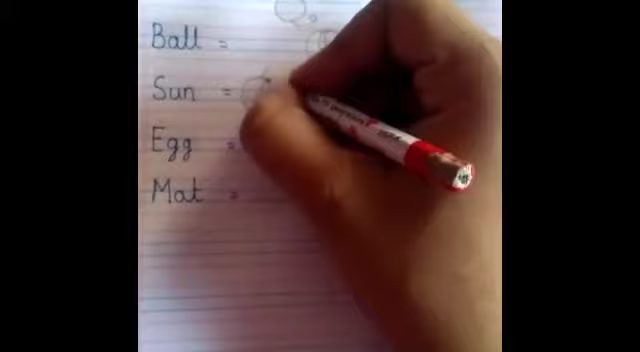 Ball =
Sun =
Egg =
Mat =